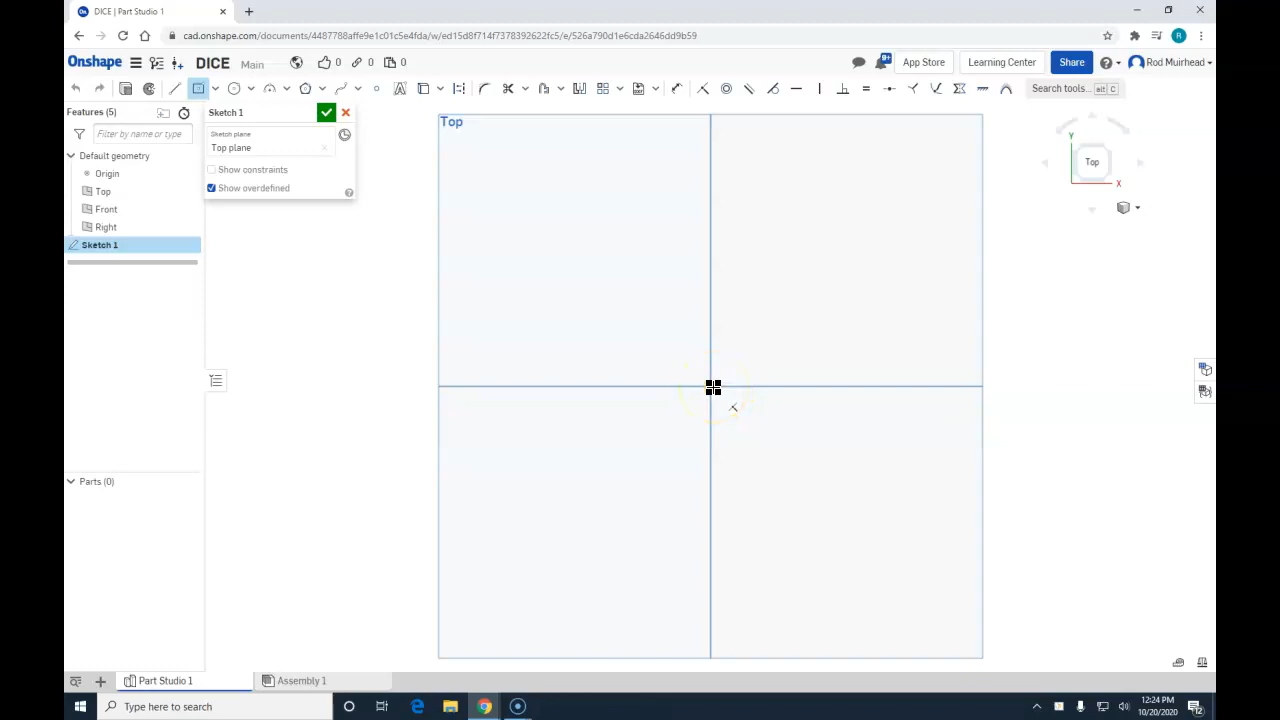 DICE | Part Studio 1
cad.onshape.com/documents/4487788affe9e1c01c5e4fda/w/ed15d8f714f7378392622fc5/e/526a790d1e6cda2646dd9b59
R
Onshape
DICE
Main
0
0
0
9+
App Store
Learning Center
Share
Rod Muirhead
Search tools...
alt
C
Features (5)
Filter by name or type
Default geometry
Origin
Top
Front
Right
Sketch 1
Parts (0)
Sketch 1
Sketch plane
Top plane
Show constraints
Show overdefined
Top
Y
Top
X
Part Studio 1
Assembly 1
Type here to search
12:24 PM
10/20/2020